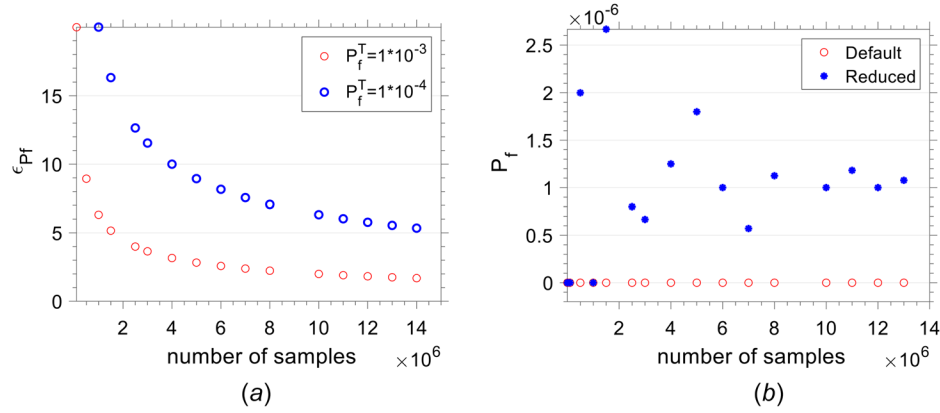 15
10
5
0
ϵPf
P_f^T=1*10^-3
P_f^T=1*10^-4
2 4 6 8 10 12 14
number of samples ×10^6
(a)
×10^-6
2.5
2
1.5
1
0.5
0
P_f
Default
Reduced
2 4 6 8 10 12 14
number of samples ×10^6
(b)